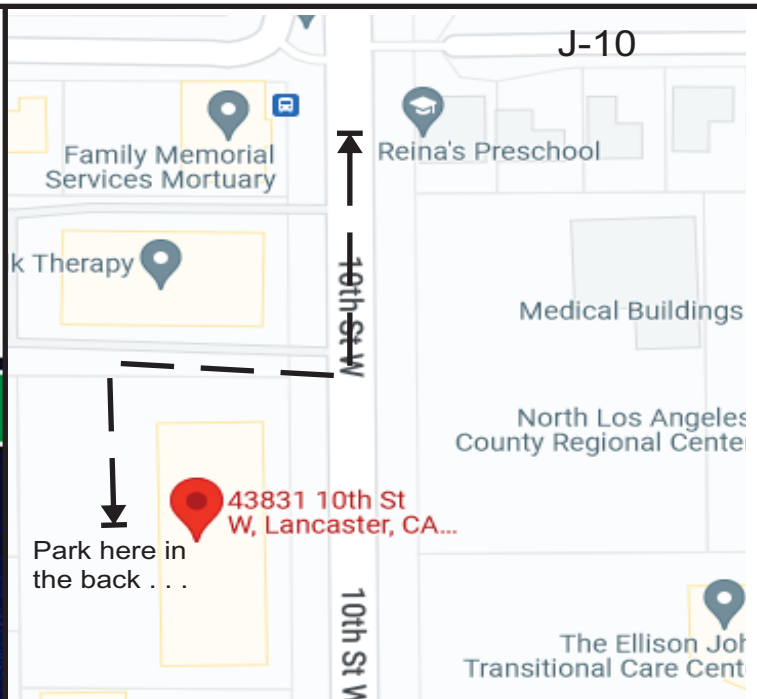 J-10
Family Memorial
Services Mortuary
Reina's Preschool
k Therapy
10th St W
Medical Buildings
North Los Angeles
County Regional Cente
43831 10th St
W, Lancaster, CA...
Park here in
the back . . .
10th St W
The Ellison Joh
Transitional Care Cent